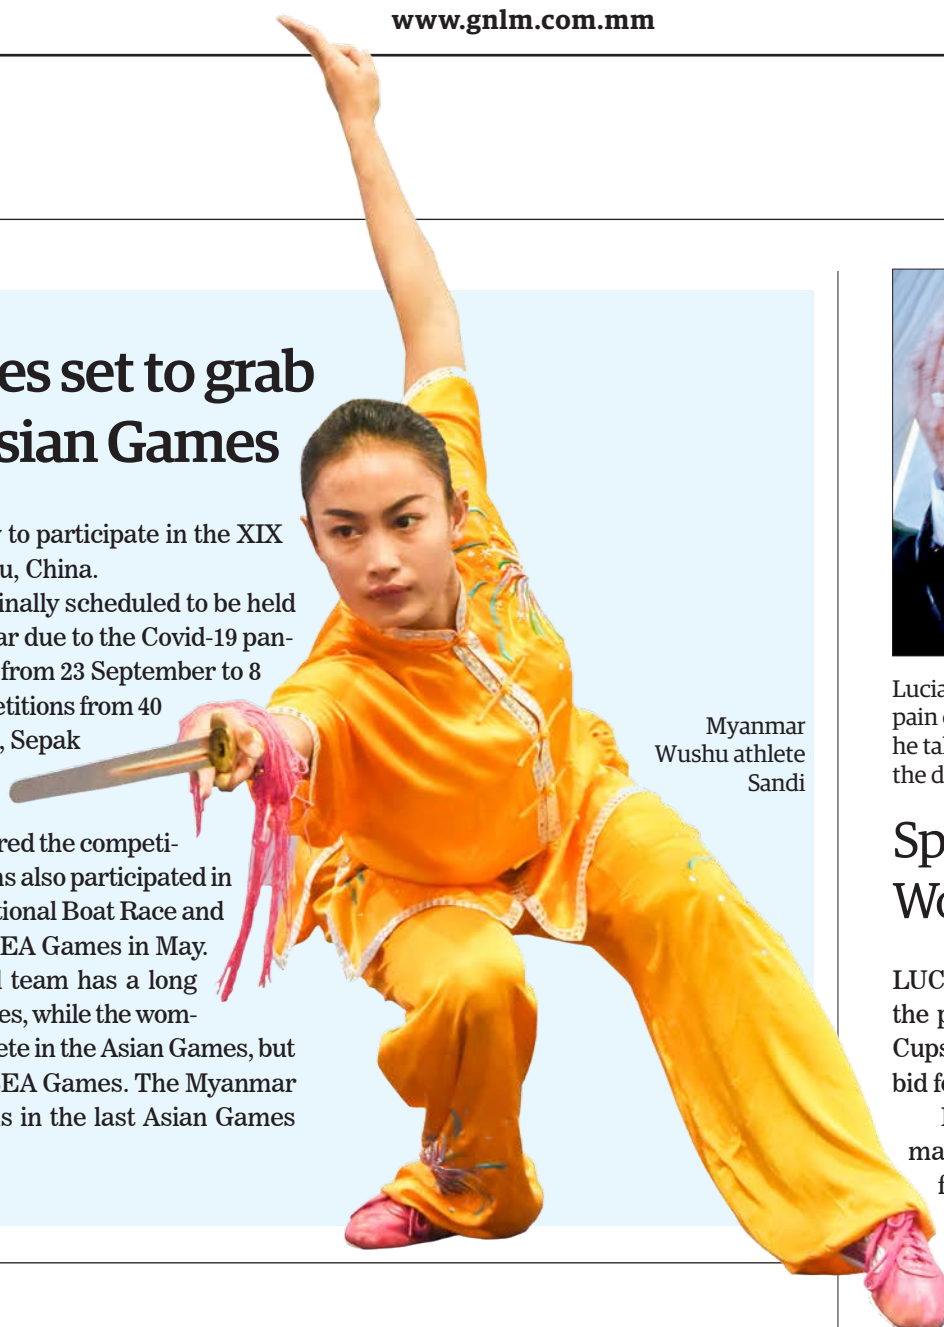 www.gnlm.com.mm
es set to grab
sian Games
to participate in the XIX
u, China.
inally scheduled to be held
ar due to the Covid-19 pan-
from 23 September to 8
etitions from 40
, Sepak
red the competi-
ns also participated in
tional Boat Race and
EA Games in May.
l team has a long
es, while the wom-
ete in the Asian Games, but
EA Games. The Myanmar
s in the last Asian Games
Myanmar
Wushu athlete
Sandi
Lucia
pain
he ta
the d
Sp
Wo
LUC
the p
Cups
bid fo
ma
f